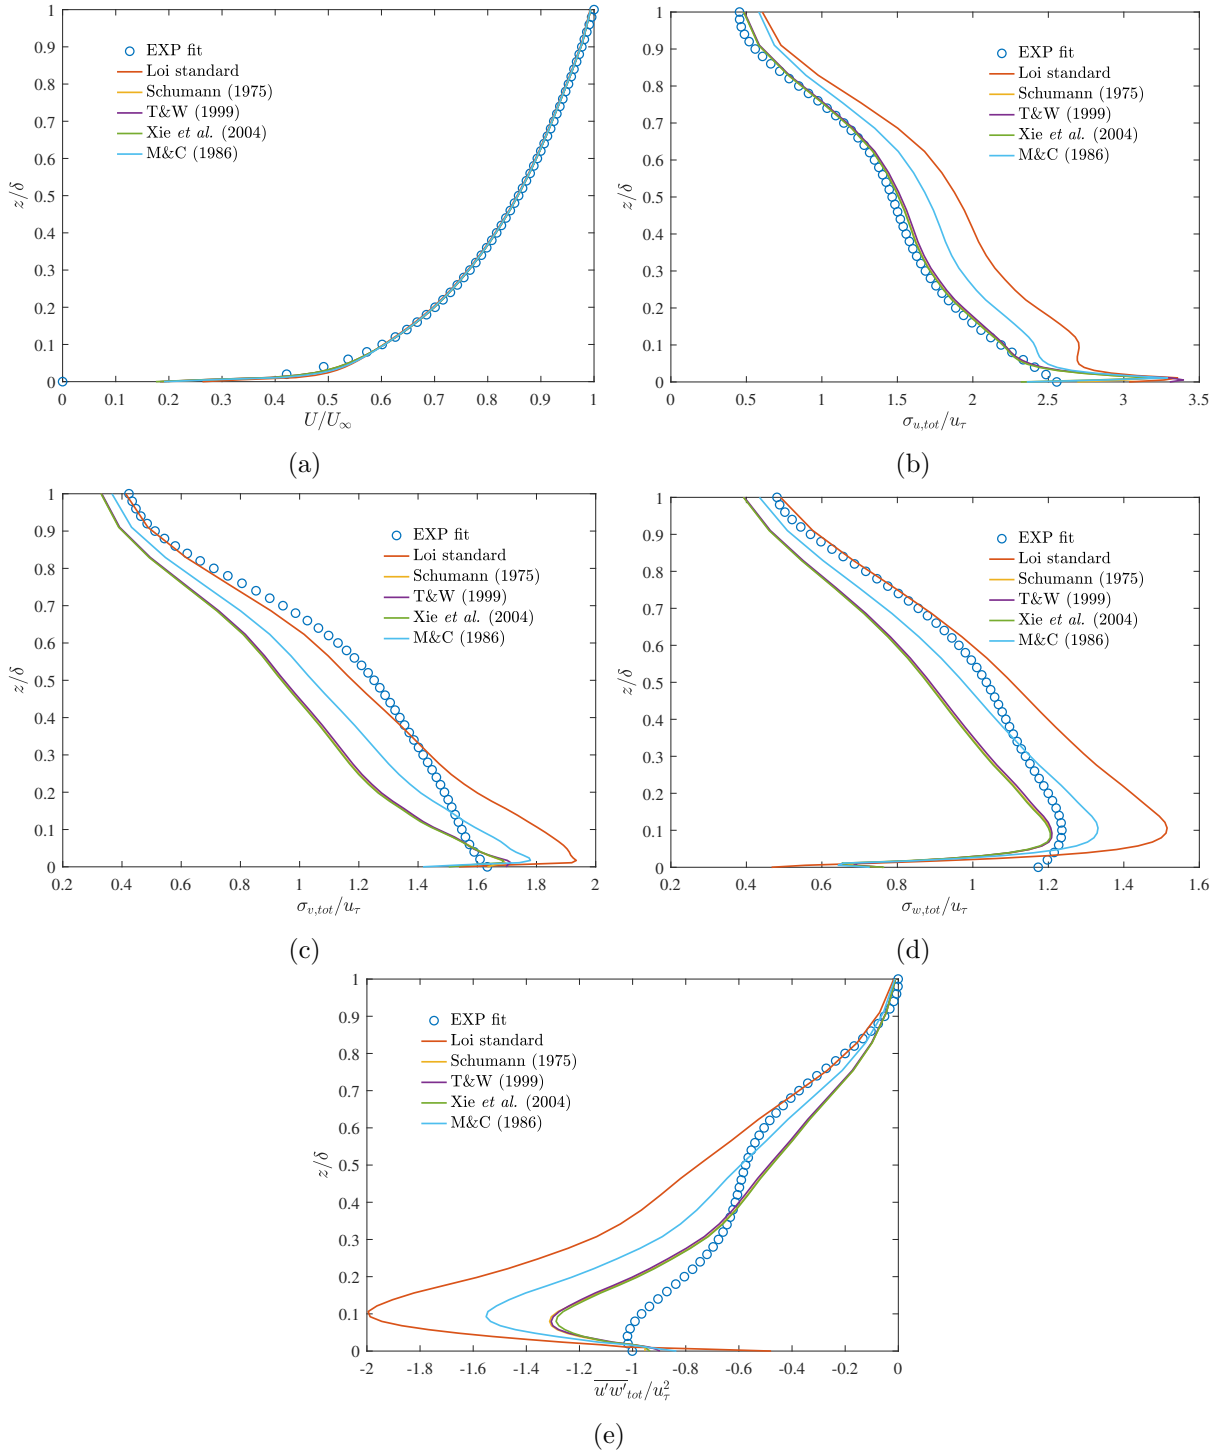 1
0.9
0.8
0.7
0.6
0.5
0.4
0.3
0.2
0.1
0
z/δ
EXP fit
Loi standard
Schumann (1975)
T&W (1999)
Xie et al. (2004)
M&C (1986)
0 0.1 0.2 0.3 0.4 0.5 0.6 0.7 0.8 0.9 1
U/U∞
(a)
1
0.9
0.8
0.7
0.6
0.5
0.4
0.3
0.2
0.1
0
z/δ
EXP fit
Loi standard
Schumann (1975)
T&W (1999)
Xie et al. (2004)
M&C (1986)
0 0.5 1 1.5 2 2.5 3 3.5
σu,tot/uτ
(b)
1
0.9
0.8
0.7
0.6
0.5
0.4
0.3
0.2
0.1
0
z/δ
EXP fit
Loi standard
Schumann (1975)
T&W (1999)
Xie et al. (2004)
M&C (1986)
0.2 0.4 0.6 0.8 1 1.2 1.4 1.6 1.8 2
σv,tot/uτ
(c)
1
0.9
0.8
0.7
0.6
0.5
0.4
0.3
0.2
0.1
0
z/δ
EXP fit
Loi standard
Schumann (1975)
T&W (1999)
Xie et al. (2004)
M&C (1986)
0.2 0.4 0.6 0.8 1 1.2 1.4 1.6
σw,tot/uτ
(d)
1
0.9
0.8
0.7
0.6
0.5
0.4
0.3
0.2
0.1
0
z/δ
EXP fit
Loi standard
Schumann (1975)
T&W (1999)
Xie et al. (2004)
M&C (1986)
-2 -1.8 -1.6 -1.4 -1.2 -1 -0.8 -0.6 -0.4 -0.2 0
u′w′tot/uτ²
(e)